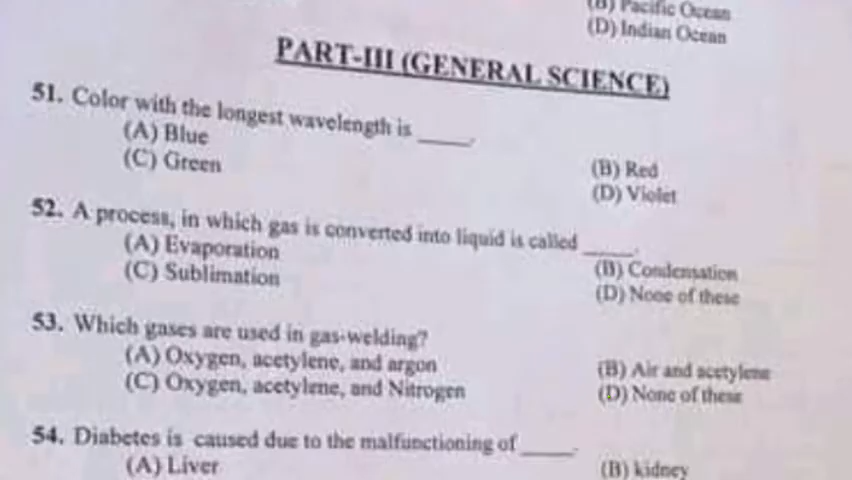 (B) Pacific Ocean
(D) Indian Ocean
PART-III (GENERAL SCIENCE)
51. Color with the longest wavelength is _____.
(A) Blue
(B) Red
(C) Green
(D) Violet
52. A process, in which gas is converted into liquid is called _____.
(A) Evaporation
(B) Condensation
(C) Sublimation
(D) None of these
53. Which gases are used in gas-welding?
(A) Oxygen, acetylene, and argon
(B) Air and acetylene
(C) Oxygen, acetylene, and Nitrogen
(D) None of these
54. Diabetes is caused due to the malfunctioning of _____.
(A) Liver
(B) kidney